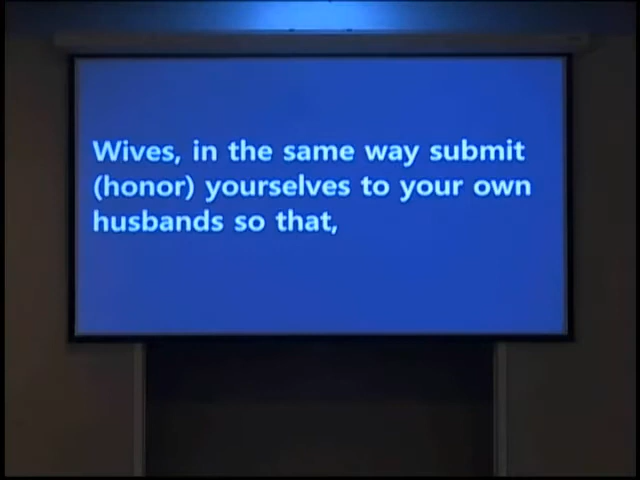 Wives, in the same way submit
(honor) yourselves to your own
husbands so that,